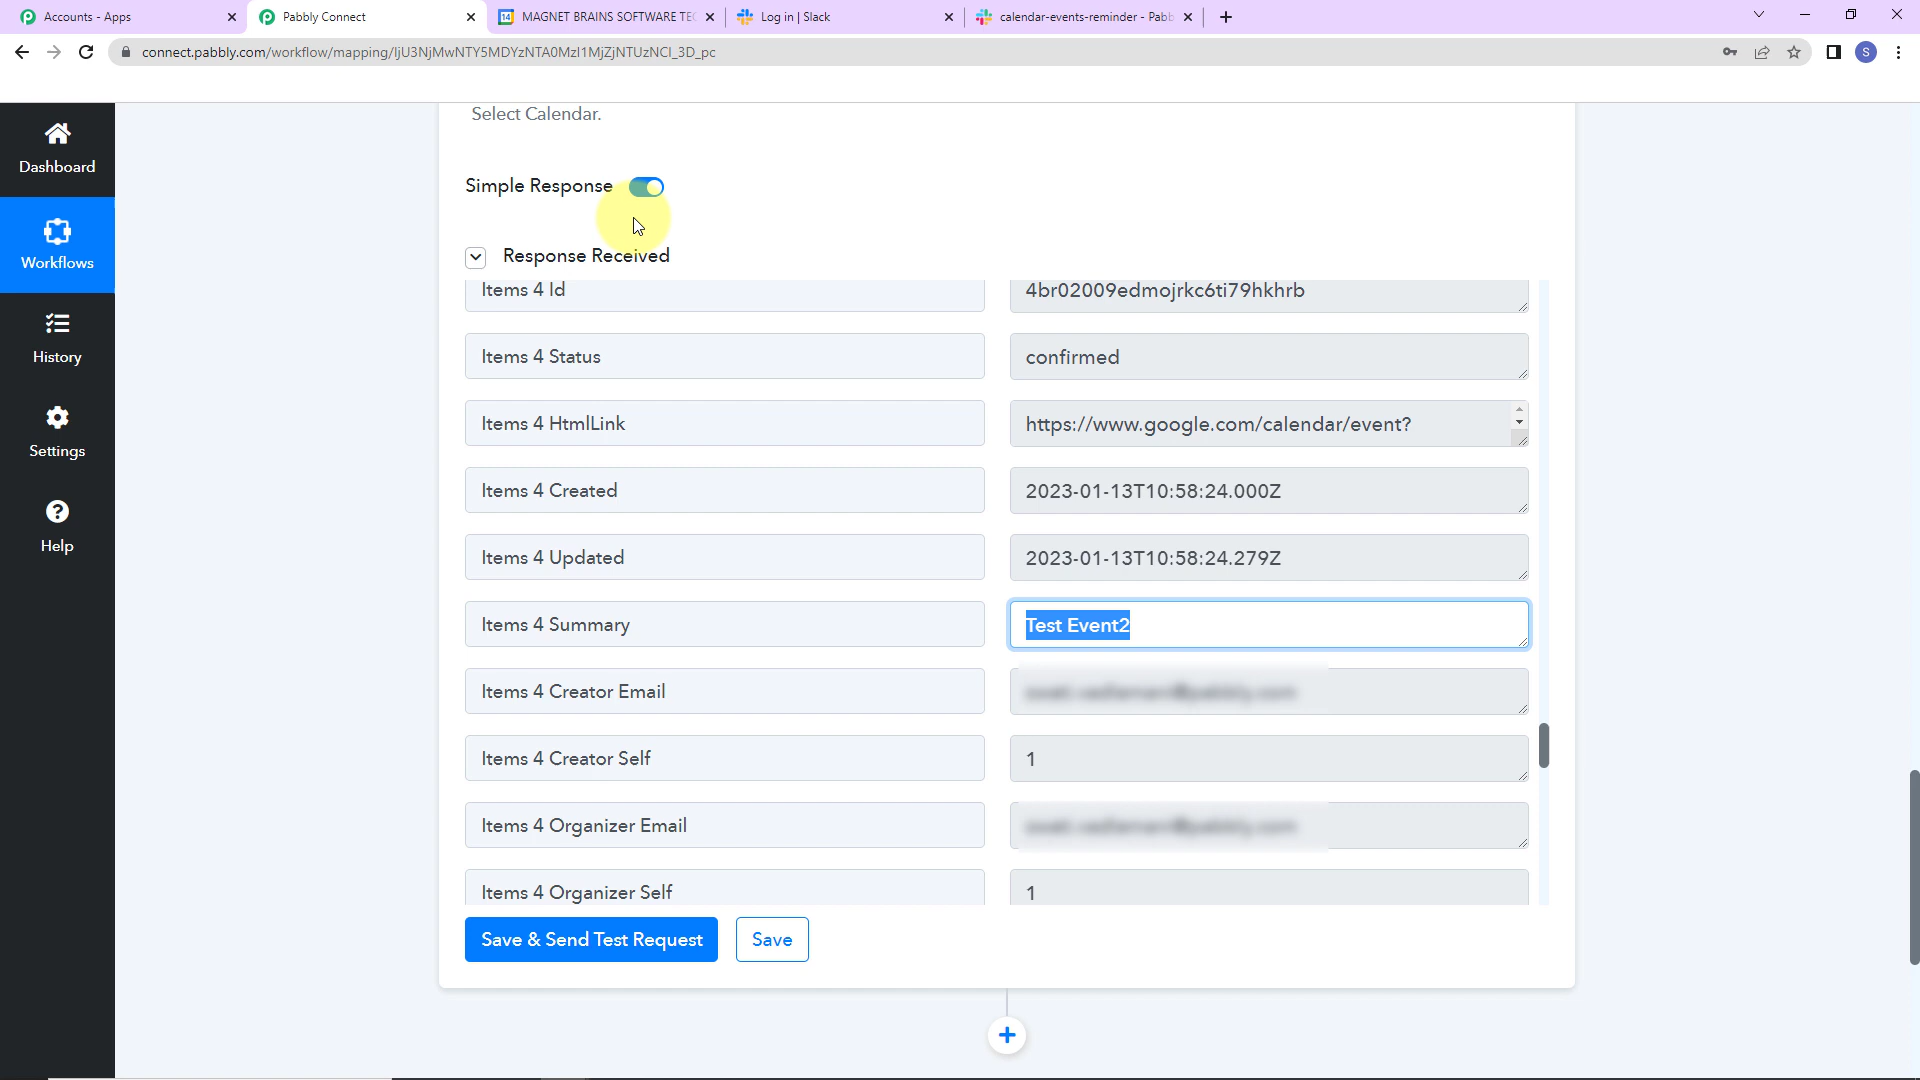 Accounts - Apps
Pabbly Connect
MAGNET BRAINS SOFTWARE TEC
Log in | Slack
calendar-events-reminder - Pabb
connect.pabbly.com/workflow/mapping/IjU3NjMwNTY5MDYzNTA0MzI1MjZjNTUzNCI_3D_pc
S
Select Calendar.
Dashboard
Simple Response
Workflows
Response Received
Items 4 Id
4br02009edmojrkc6ti79hkhrb
History
Items 4 Status
confirmed
Items 4 HtmlLink
https://www.google.com/calendar/event?
Settings
Items 4 Created
2023-01-13T10:58:24.000Z
Help
Items 4 Updated
2023-01-13T10:58:24.279Z
Items 4 Summary
Test Event2
Items 4 Creator Email
Items 4 Creator Self
1
Items 4 Organizer Email
Items 4 Organizer Self
1
Save & Send Test Request
Save